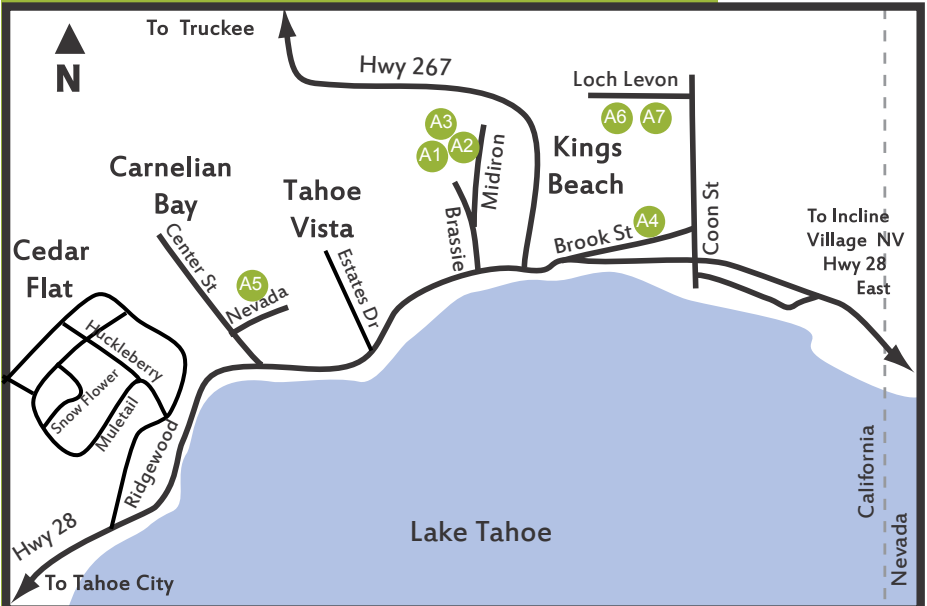 To Truckee
N
Hwy 267
Loch Levon
A3
A6
A7
A1
A2
Midiron
Kings
Beach
Carnelian
Bay
Tahoe
Vista
Brassie
A4
Brook St
Coon St
To Incline
Village NV
Hwy 28
East
Center St
Cedar
Flat
A5
Nevada
Estates Dr
Huckleberry
Snow Flower
Muletail
Ridgewood
California
Nevada
Lake Tahoe
Hwy 28
To Tahoe City